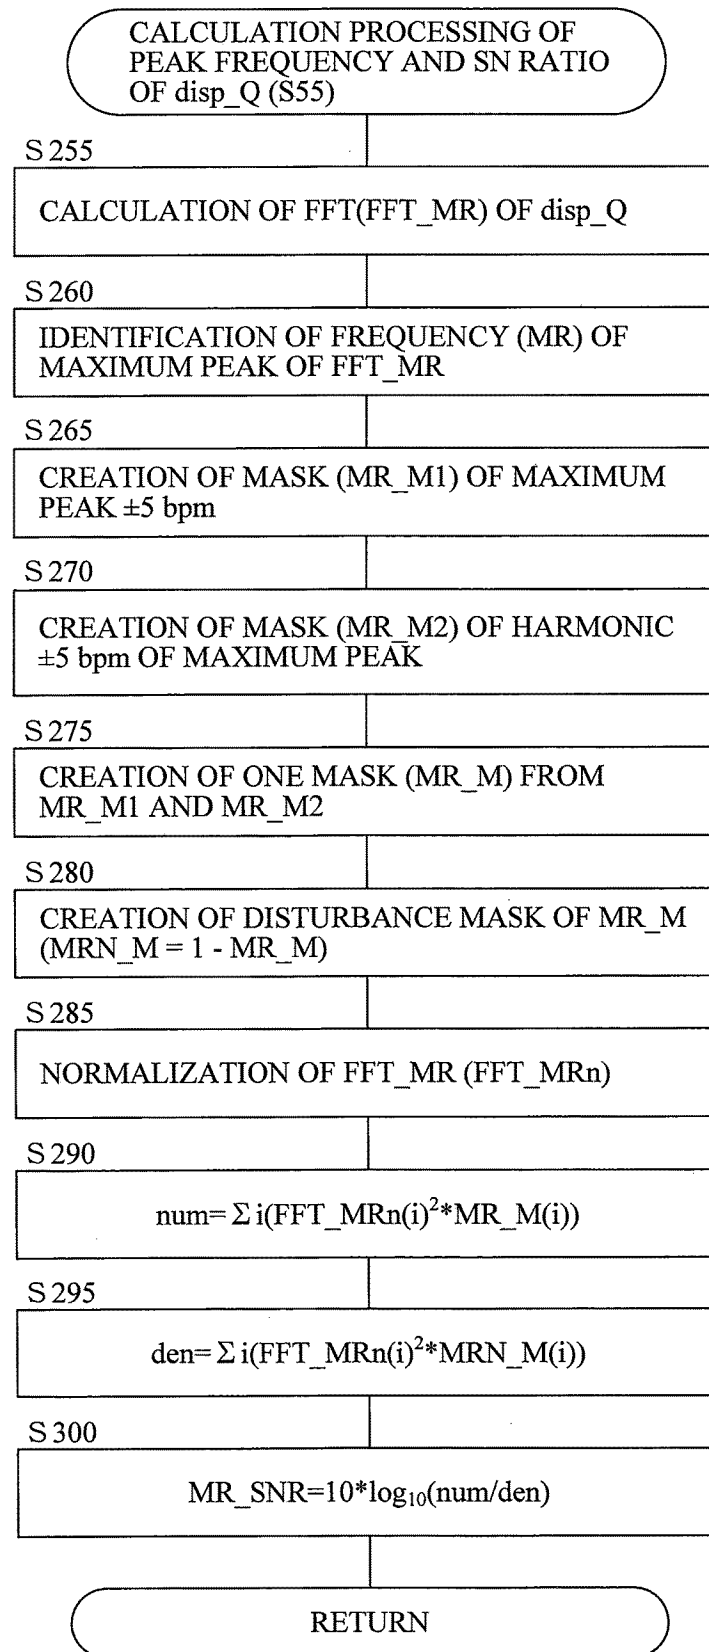 CALCULATION PROCESSING OF
PEAK FREQUENCY AND SN RATIO
OF disp_Q (S55)
S255
CALCULATION OF FFT(FFT_MR) OF disp_Q
S260
IDENTIFICATION OF FREQUENCY (MR) OF
MAXIMUM PEAK OF FFT_MR
S265
CREATION OF MASK (MR_M1) OF MAXIMUM
PEAK ±5 bpm
S270
CREATION OF MASK (MR_M2) OF HARMONIC
±5 bpm OF MAXIMUM PEAK
S275
CREATION OF ONE MASK (MR_M) FROM
MR_M1 AND MR_M2
S280
CREATION OF DISTURBANCE MASK OF MR_M
(MRN_M = 1 - MR_M)
S285
NORMALIZATION OF FFT_MR (FFT_MRn)
S290
num=Σi(FFT_MRn(i)²*MR_M(i))
S295
den=Σi(FFT_MRn(i)²*MRN_M(i))
S300
MR_SNR=10*log₁₀(num/den)
RETURN